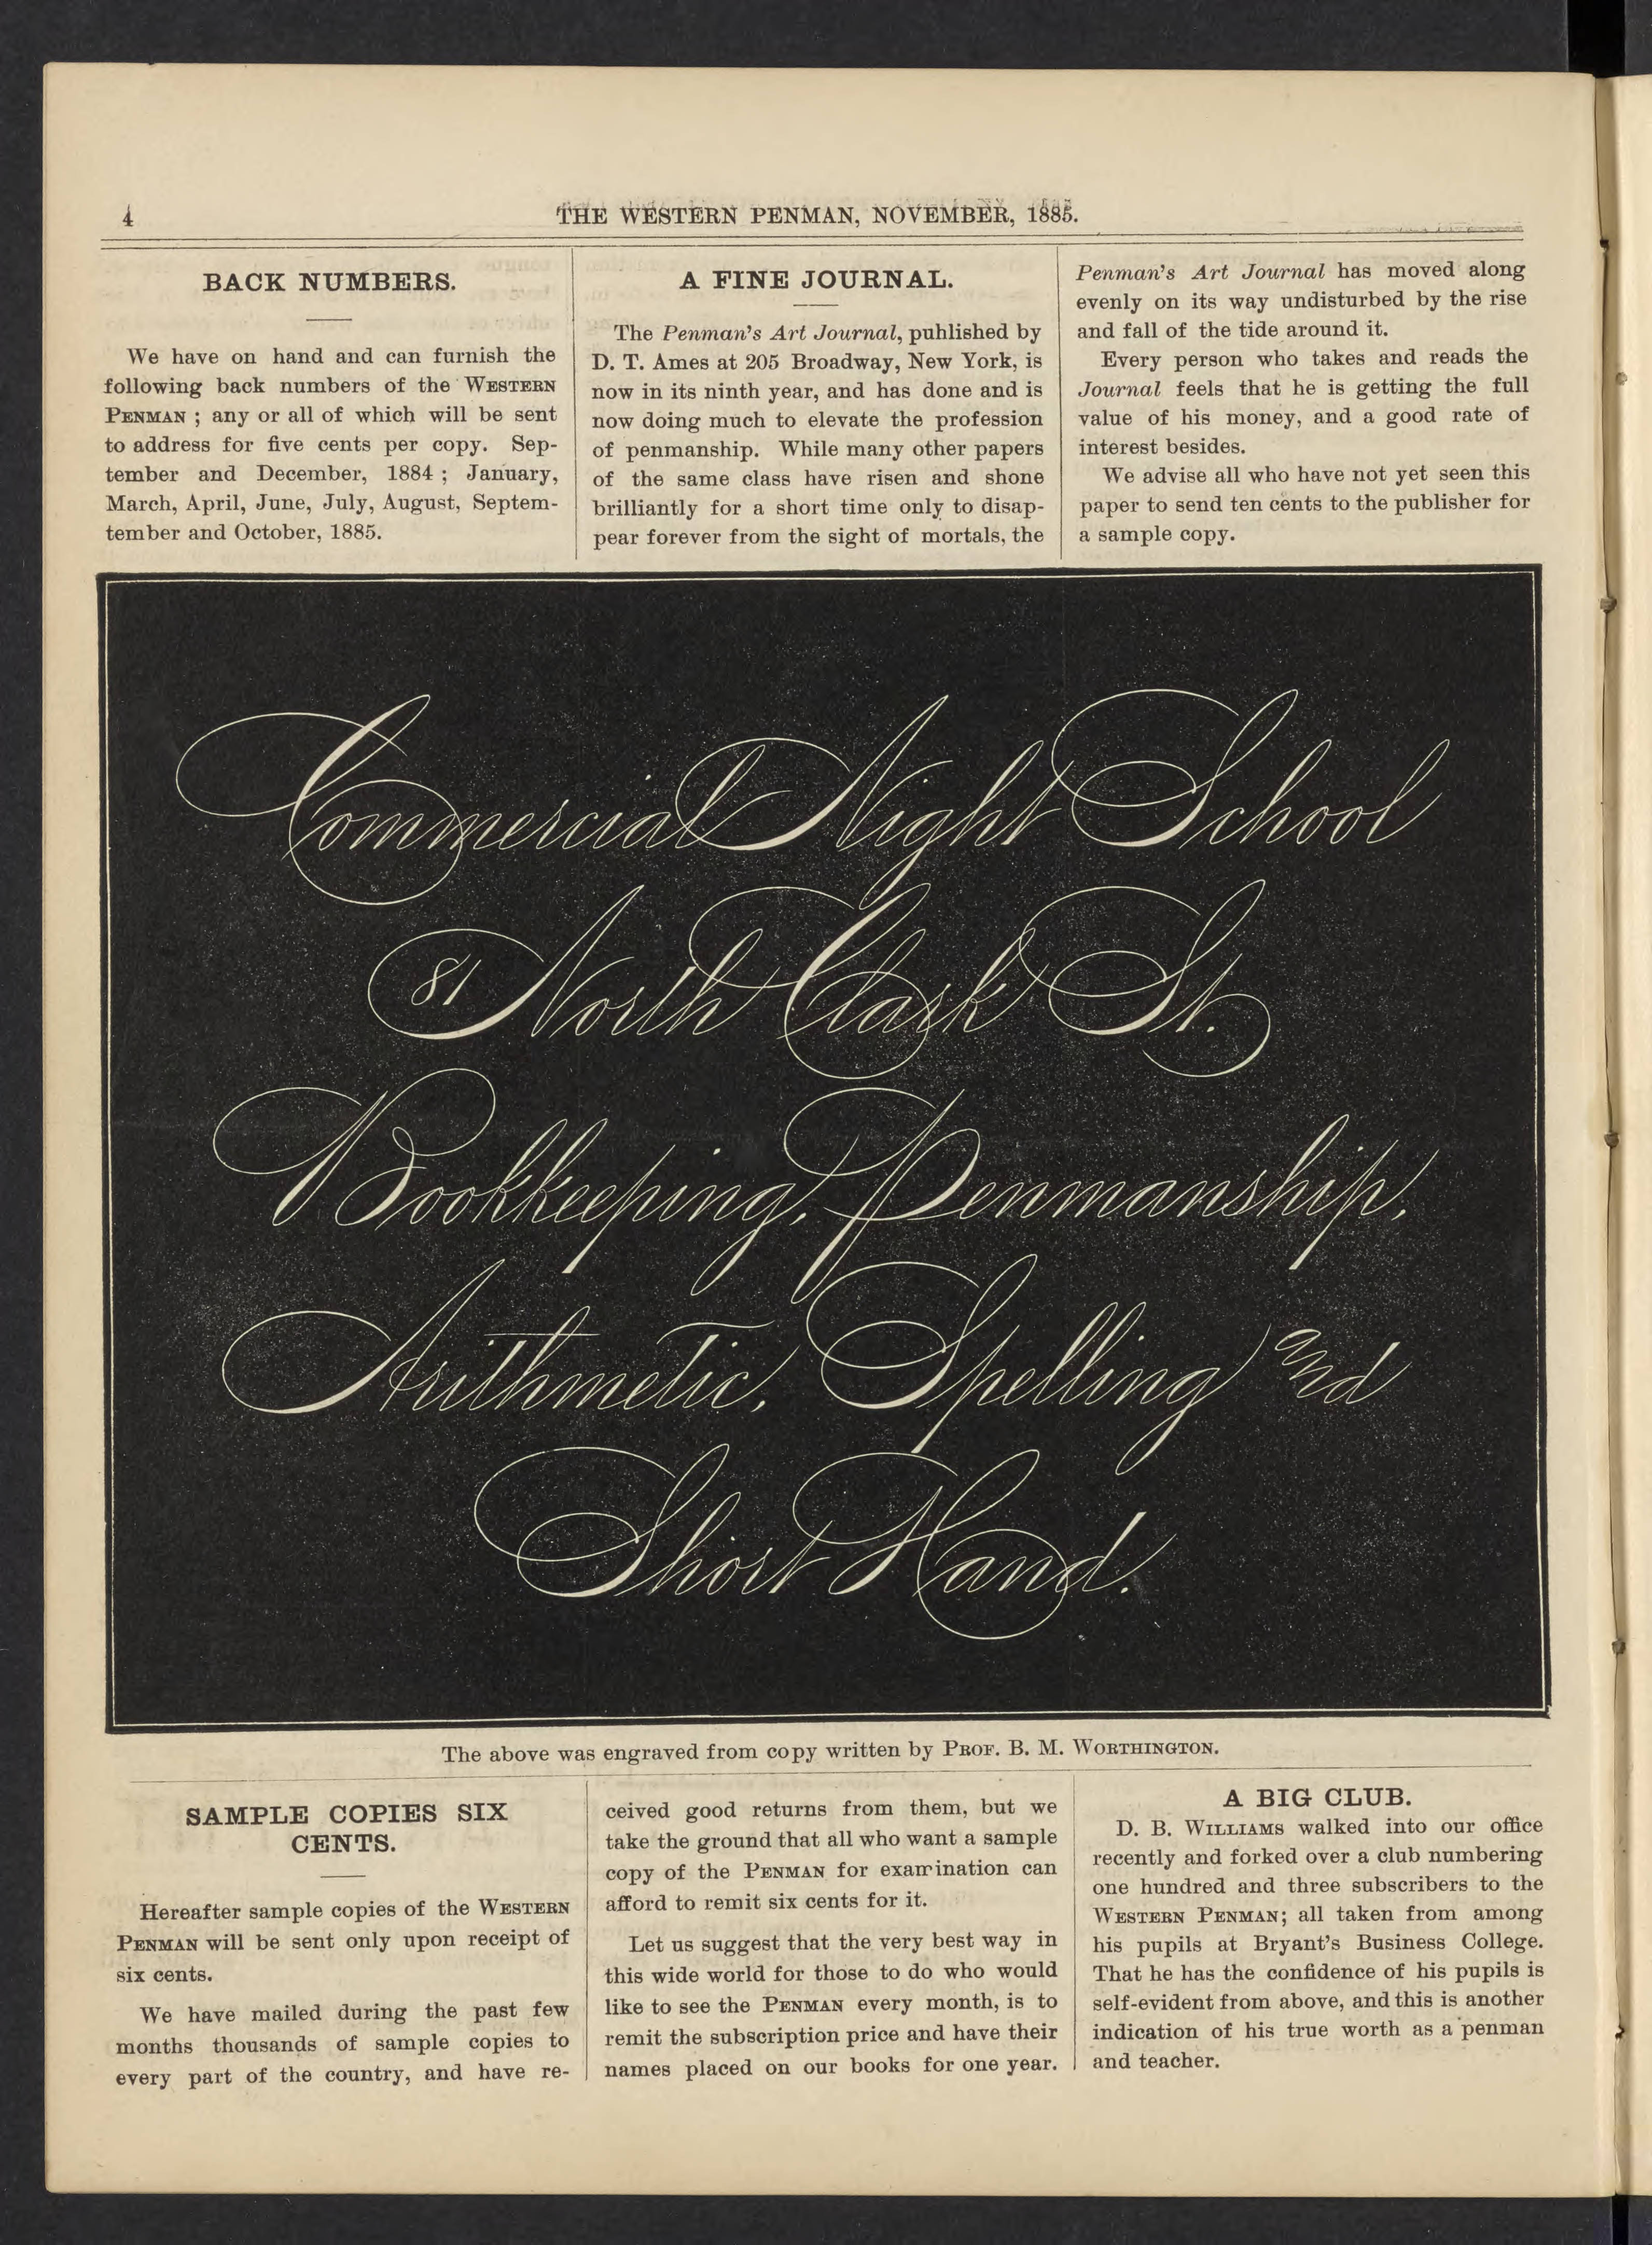 4
THE WESTERN PENMAN, NOVEMBER, 1885.
BACK NUMBERS.
We have on hand and can furnish the
following back numbers of the WESTERN
PENMAN ; any or all of which will be sent
to address for five cents per copy. Sep-
tember and December, 1884 ; January,
March, April, June, July, August, Septem-
tember and October, 1885.
A FINE JOURNAL.
The Penman's Art Journal, puhlished by
D. T. Ames at 205 Broadway, New York, is
now in its ninth year, and has done and is
now doing much to elevate the profession
of penmanship. While many other papers
of the same class have risen and shone
brilliantly for a short time only to disap-
pear forever from the sight of mortals, the
Penman's Art Journal has moved along
evenly on its way undisturbed by the rise
and fall of the tide around it.
Every person who takes and reads the
Journal feels that he is getting the full
value of his money, and a good rate of
interest besides.
We advise all who have not yet seen this
paper to send ten cents to the publisher for
a sample copy.
Commercial Night School
81 North Clark St.
Bookkeeping, Penmanship,
Arithmetic, Spelling and
Short Hand.
The above was engraved from copy written by PROF. B. M. WORTHINGTON.
SAMPLE COPIES SIX
CENTS.
Hereafter sample copies of the WESTERN
PENMAN will be sent only upon receipt of
six cents.
We have mailed during the past few
months thousands of sample copies to
every part of the country, and have re-
ceived good returns from them, but we
take the ground that all who want a sample
copy of the PENMAN for examination can
afford to remit six cents for it.
Let us suggest that the very best way in
this wide world for those to do who would
like to see the PENMAN every month, is to
remit the subscription price and have their
names placed on our books for one year.
A BIG CLUB.
D. B. WILLIAMS walked into our office
recently and forked over a club numbering
one hundred and three subscribers to the
WESTERN PENMAN; all taken from among
his pupils at Bryant's Business College.
That he has the confidence of his pupils is
self-evident from above, and this is another
indication of his true worth as a penman
and teacher.